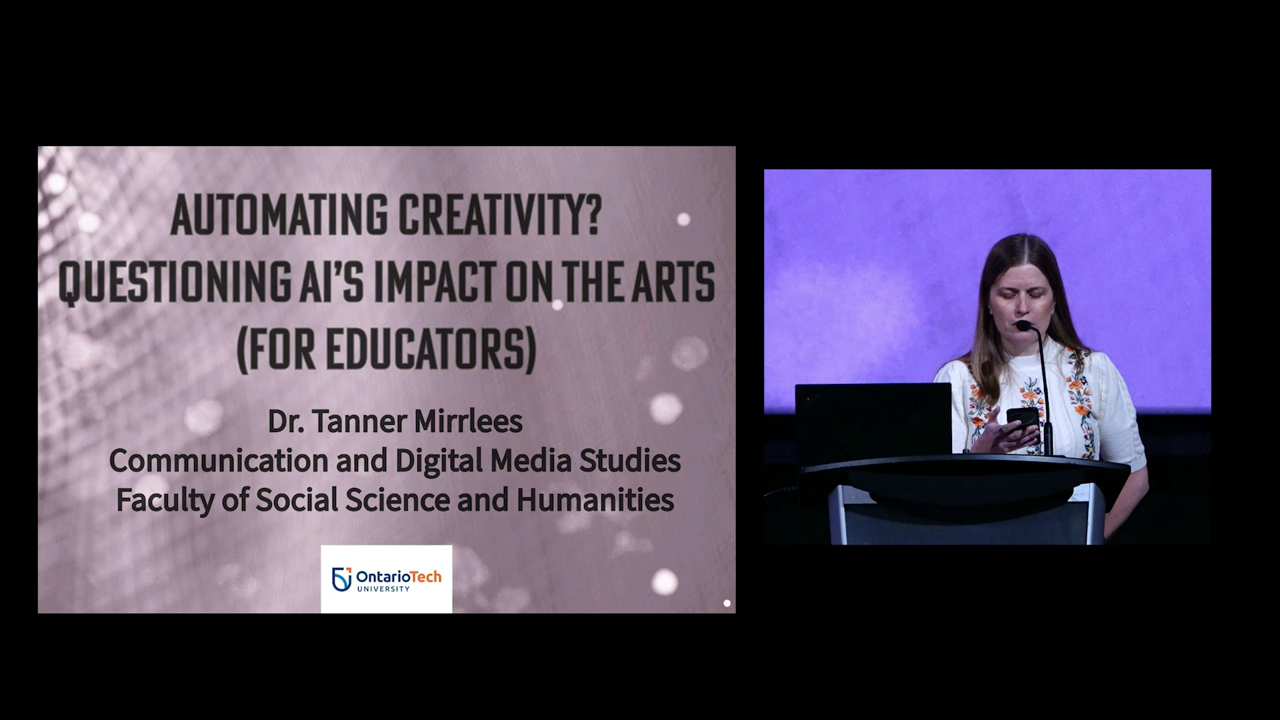 AUTOMATING CREATIVITY?
QUESTIONING AI'S IMPACT ON THE ARTS
(FOR EDUCATORS)
Dr. Tanner Mirrlees
Communication and Digital Media Studies
Faculty of Social Science and Humanities
OntarioTech
UNIVERSITY